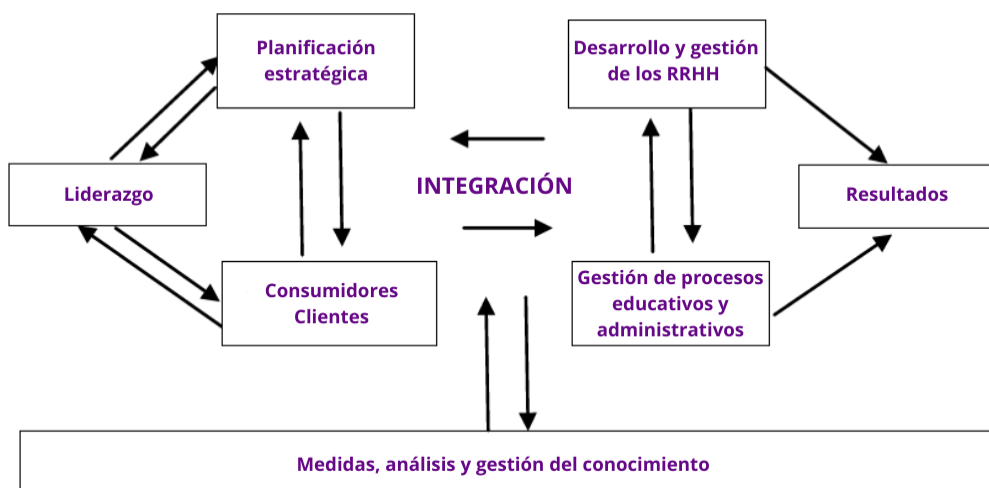 Planificación
estratégica
Desarrollo y gestión
de los RRHH
Liderazgo
INTEGRACIÓN
Resultados
Consumidores
Clientes
Gestión de procesos
educativos y
administrativos
Medidas, análisis y gestión del conocimiento